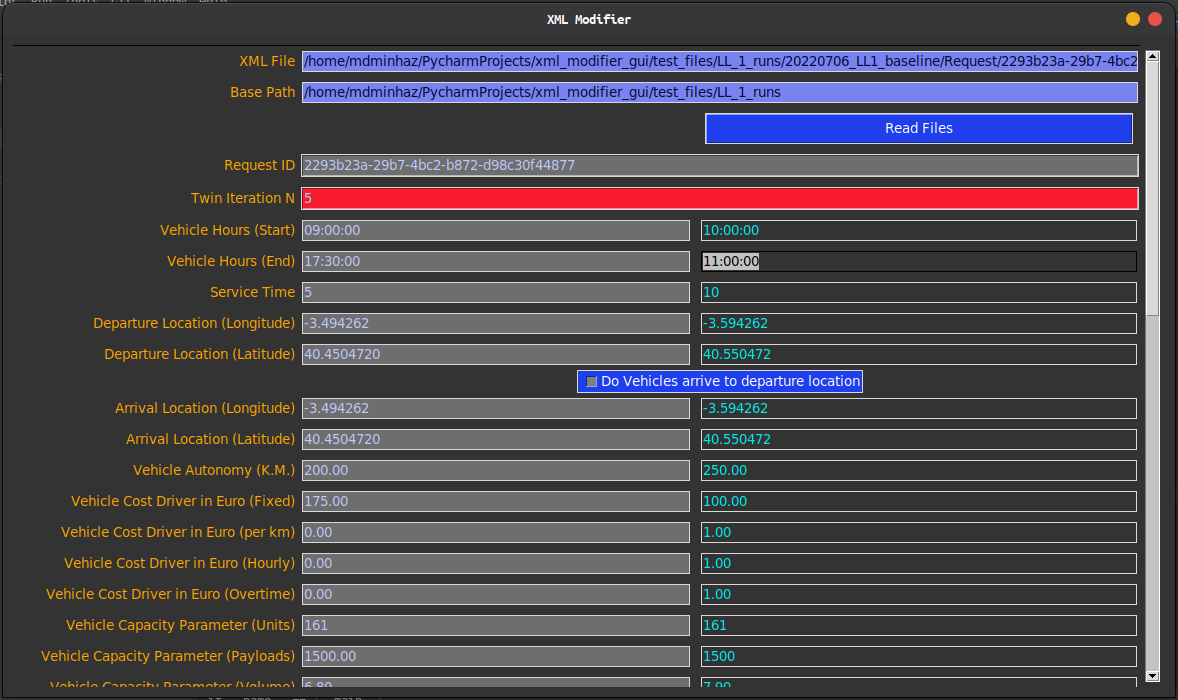 XML Modifier
XML File /home/mdminhaz/PycharmProjects/xml_modifier_gui/test_files/LL_1_runs/20220706_LL1_baseline/Request/2293b23a-29b7-4bc2
Base Path /home/mdminhaz/PycharmProjects/xml_modifier_gui/test_files/LL_1_runs
Read Files
Request ID 2293b23a-29b7-4bc2-b872-d98c30f44877
Twin Iteration N 5
Vehicle Hours (Start) 09:00:00 10:00:00
Vehicle Hours (End) 17:30:00 11:00:00
Service Time 5 10
Departure Location (Longitude) -3.494262 -3.594262
Departure Location (Latitude) 40.4504720 40.550472
Do Vehicles arrive to departure location
Arrival Location (Longitude) -3.494262 -3.594262
Arrival Location (Latitude) 40.4504720 40.550472
Vehicle Autonomy (K.M.) 200.00 250.00
Vehicle Cost Driver in Euro (Fixed) 175.00 100.00
Vehicle Cost Driver in Euro (per km) 0.00 1.00
Vehicle Cost Driver in Euro (Hourly) 0.00 1.00
Vehicle Cost Driver in Euro (Overtime) 0.00 1.00
Vehicle Capacity Parameter (Units) 161 161
Vehicle Capacity Parameter (Payloads) 1500.00 1500
Vehicle Capacity Parameter (Volume) 6.80 7.90